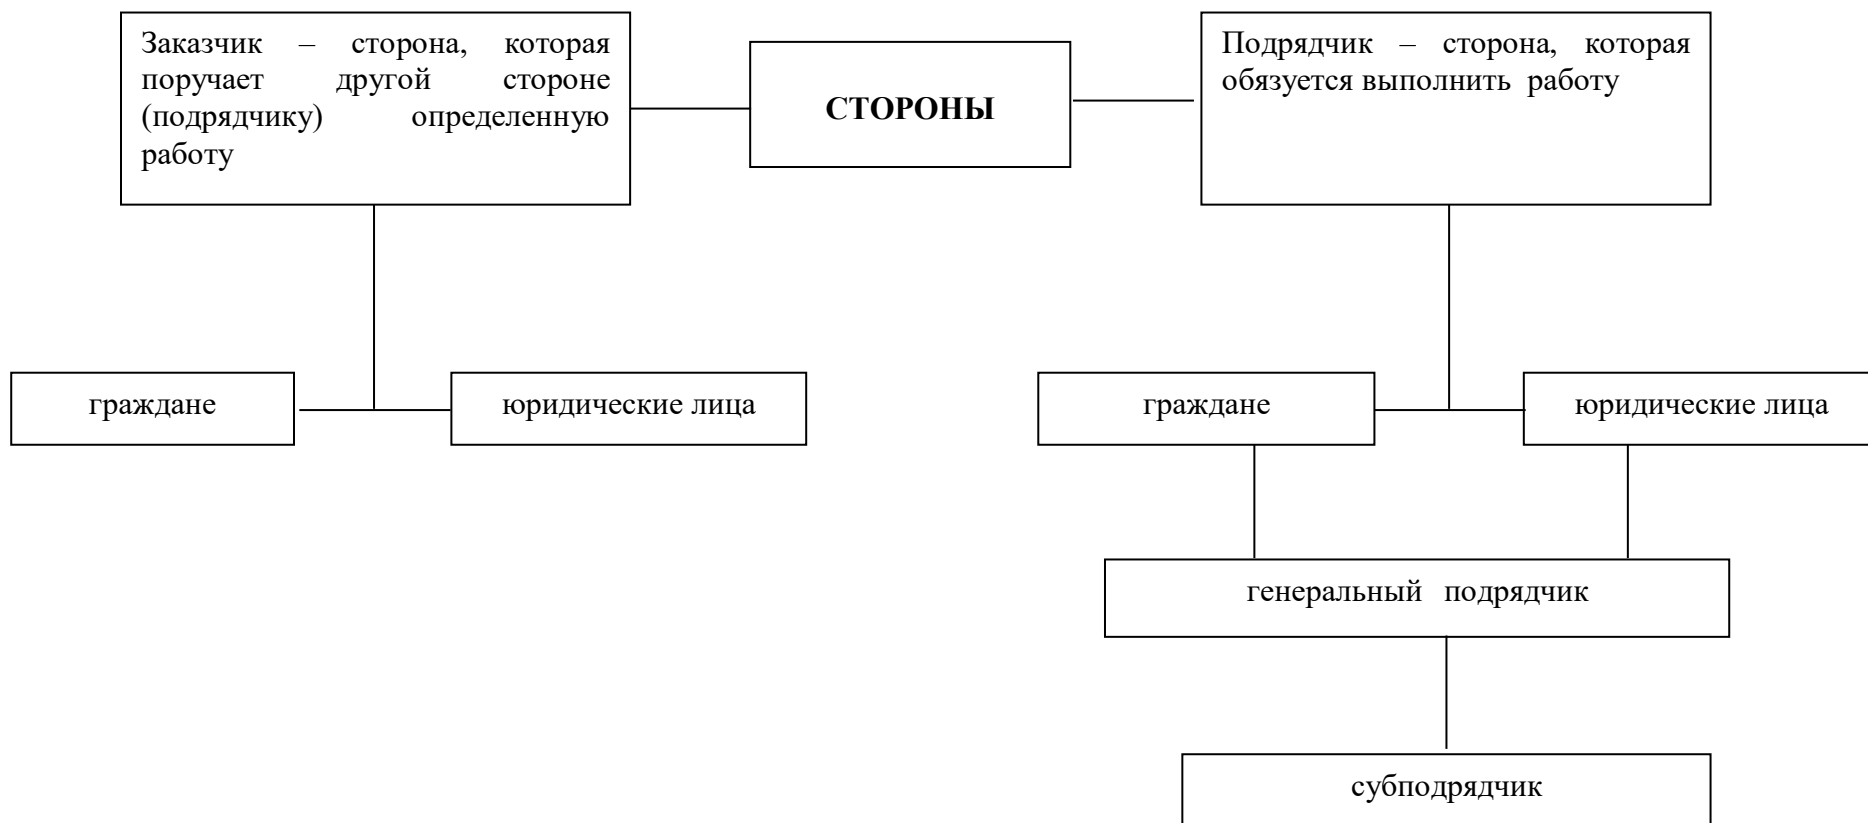 Заказчик – сторона, которая
поручает другой стороне
(подрядчику) определенную
работу
СТОРОНЫ
Подрядчик – сторона, которая
обязуется выполнить работу
граждане
юридические лица
граждане
юридические лица
генеральный подрядчик
субподрядчик